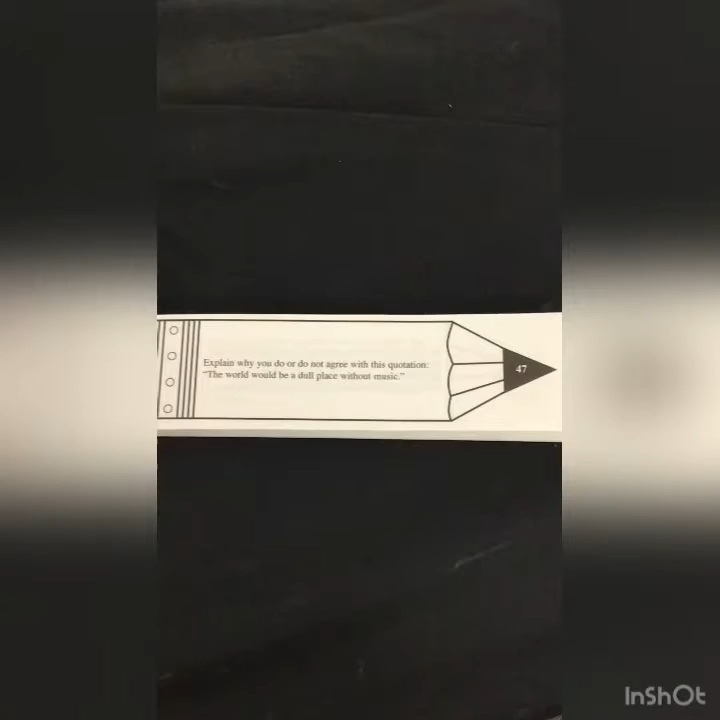 Explain why you do or do not agree with this quotation:
"The world would be a dull place without music."
47
InShOt